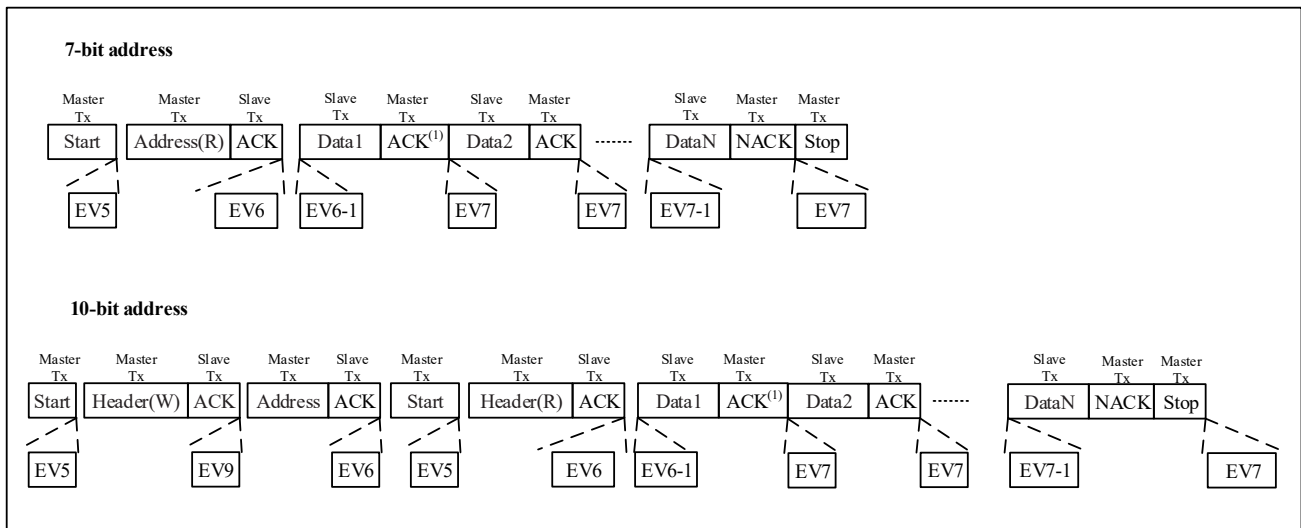 7-bit address
Master Tx Master Tx Slave Tx Slave Tx Master Tx Slave Tx Master Tx Slave Tx Master Tx Master Tx
Start Address(R) ACK Data1 ACK(1) Data2 ACK ······ DataN NACK Stop
EV5 EV6 EV6-1 EV7 EV7 EV7-1 EV7
10-bit address
Master Tx Master Tx Slave Tx Master Tx Slave Tx Master Tx Master Tx Slave Tx Slave Tx Master Tx Slave Tx Master Tx Slave Tx Master Tx Master Tx
Start Header(W) ACK Address ACK Start Header(R) ACK Data1 ACK(1) Data2 ACK ······ DataN NACK Stop
EV5 EV9 EV6 EV5 EV6 EV6-1 EV7 EV7 EV7-1 EV7